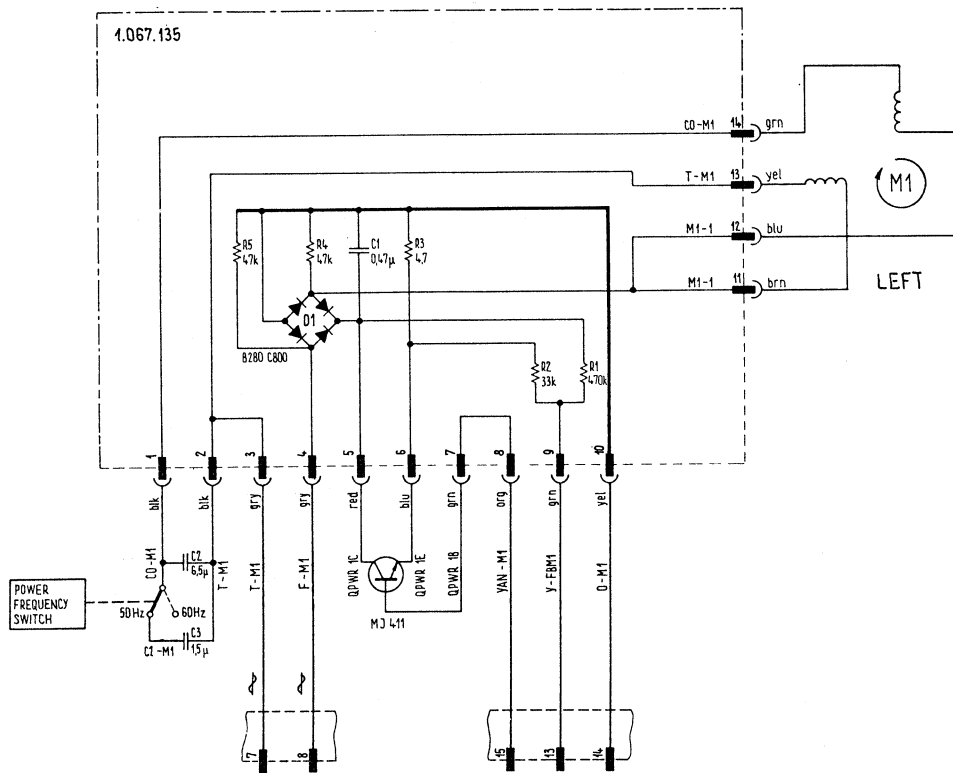 1.067.135
CO-M1 14 grn
T-M1 13 yel
M1
M1-1 12 blu
M1-1 11 brn
LEFT
R5
47k
R4
47k
C1
0,47µ
R3
4,7
D1
B280 C800
R2
33k
R1
470k
1 2 3 4 5 6 7 8 9 10
blk blk gry gry red blu grn org grn yel
CO-M1
C2
6,5µ
T-M1
T-M1
F-M1
QPWR 1C
QPWR 1E
QPWR 1B
YAN-M1
Y-FBM1
O-M1
POWER
FREQUENCY
SWITCH
50Hz
60Hz
C3
1,5µ
C2-M1
MJ 411
7 8 15 13 14